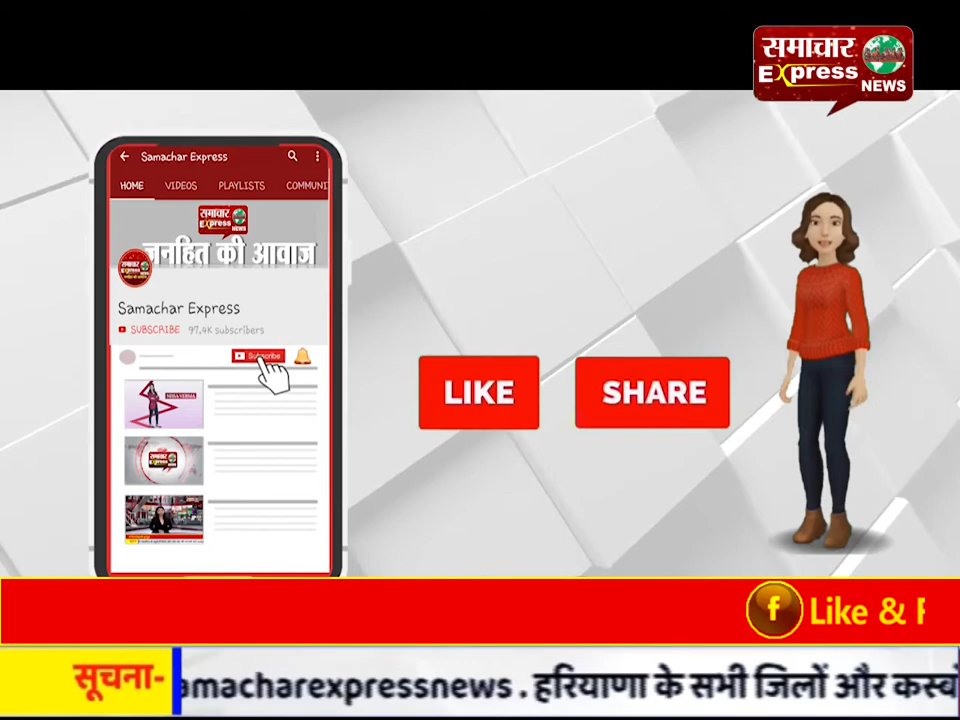 समाचार
Express
NEWS
Samachar Express
HOME VIDEOS PLAYLISTS COMMUNI
समाचार
Express
NEWS
जनहित की आवाज
Samachar Express
SUBSCRIBE 97.4K subscribers
Subscribe
LIKE
SHARE
Like & F
सूचना- amacharexpressnews . हरियाणा के सभी जिलों और कस्बों